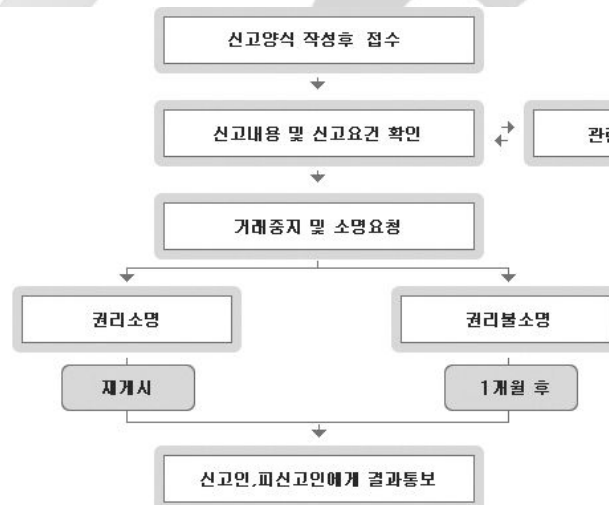 신고양식 작성후 접수
신고내용 및 신고요건 확인
거래중지 및 소명요청
권리소명
권리불소명
재게시
1개월 후
신고인,피신고인에게 결과통보